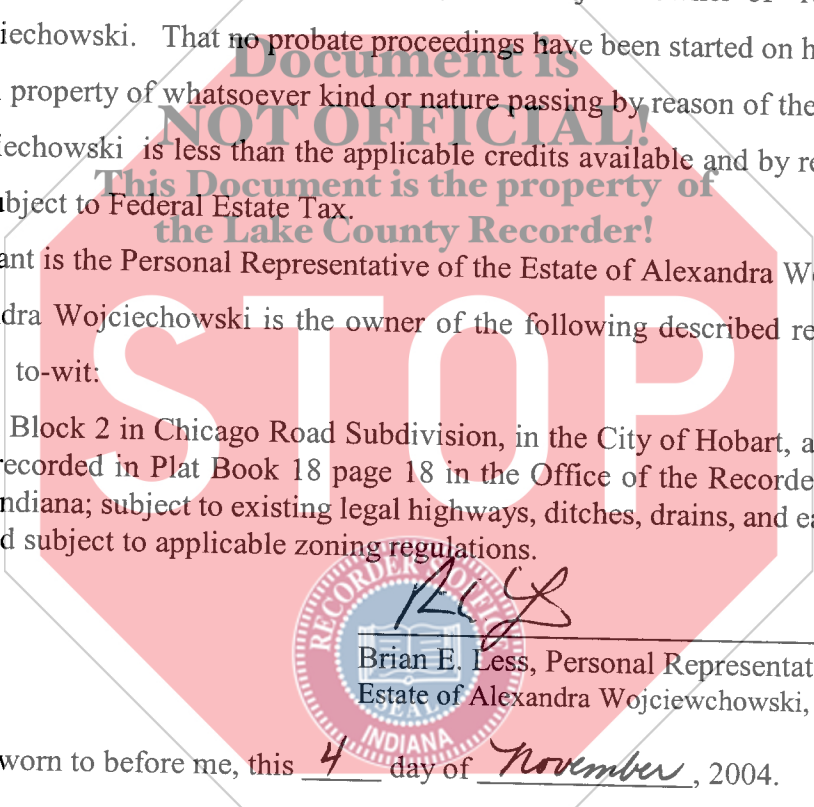 iechowski. That no probate proceedings have been started on h
Document is
property of whatsoever kind or nature passing by reason of the
NOT OFFICIAL!
iechowski is less than the applicable credits available and by re
This Document is the property of
bject to Federal Estate Tax.
the Lake County Recorder!
ant is the Personal Representative of the Estate of Alexandra W
dra Wojciechowski is the owner of the following described re
to-wit:
STOP
Block 2 in Chicago Road Subdivision, in the City of Hobart, a
recorded in Plat Book 18 page 18 in the Office of the Recorde
ndiana; subject to existing legal highways, ditches, drains, and ea
d subject to applicable zoning regulations.
RECORDER'S OFFICE
SEAL
INDIANA
Brian E. Less, Personal Representat
Estate of Alexandra Wojciewchowski,
worn to before me, this 4 day of November, 2004.